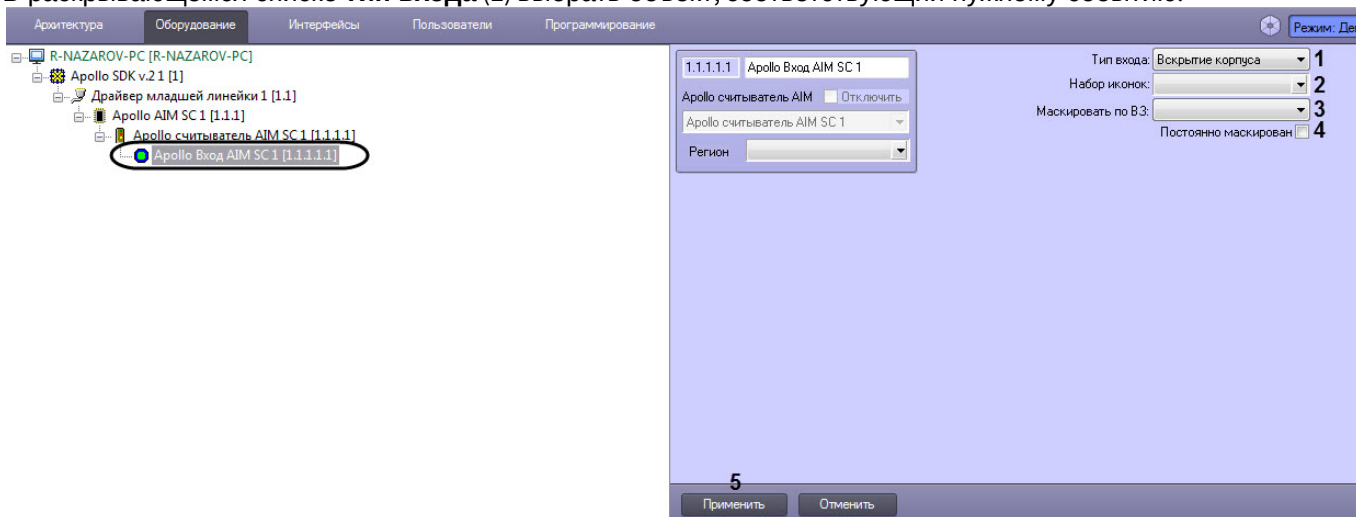 В раскрывающемся списке Тип входа (2) выбрать объект, соответствующий нужному событию.
Архитектура Оборудование Интерфейсы Пользователи Программирование Режим:
R-NAZAROV-PC [R-NAZAROV-PC]
Apollo SDK v.2 1 [1]
Драйвер младшей линейки 1 [1.1]
Apollo AIM SC 1 [1.1.1]
Apollo считыватель AIM SC 1 [1.1.1.1]
Apollo Вход AIM SC 1 [1.1.1.1.1]
1.1.1.1.1 Apollo Вход AIM SC 1
Apollo считыватель AIM Отключить
Apollo считыватель AIM SC 1
Регион
Тип входа: Вскрытие корпуса 1
Набор иконок: 2
Маскировать по ВЗ: 3
Постоянно маскирован 4
5
Применить Отменить